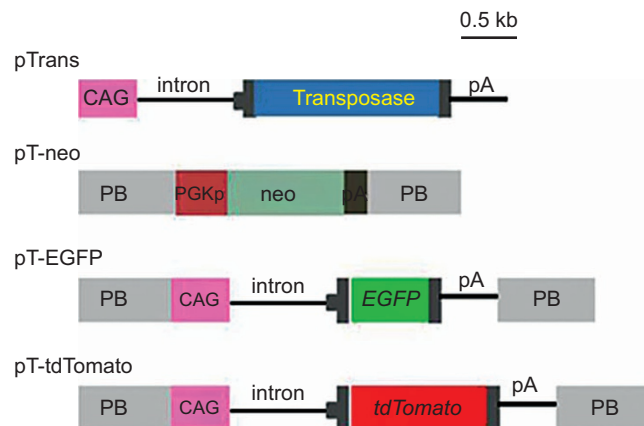 0.5 kb
pTrans
CAG intron Transposase pA
pT-neo
PB PGKp neo pA PB
pT-EGFP
PB CAG intron EGFP pA PB
pT-tdTomato
PB CAG intron tdTomato pA PB